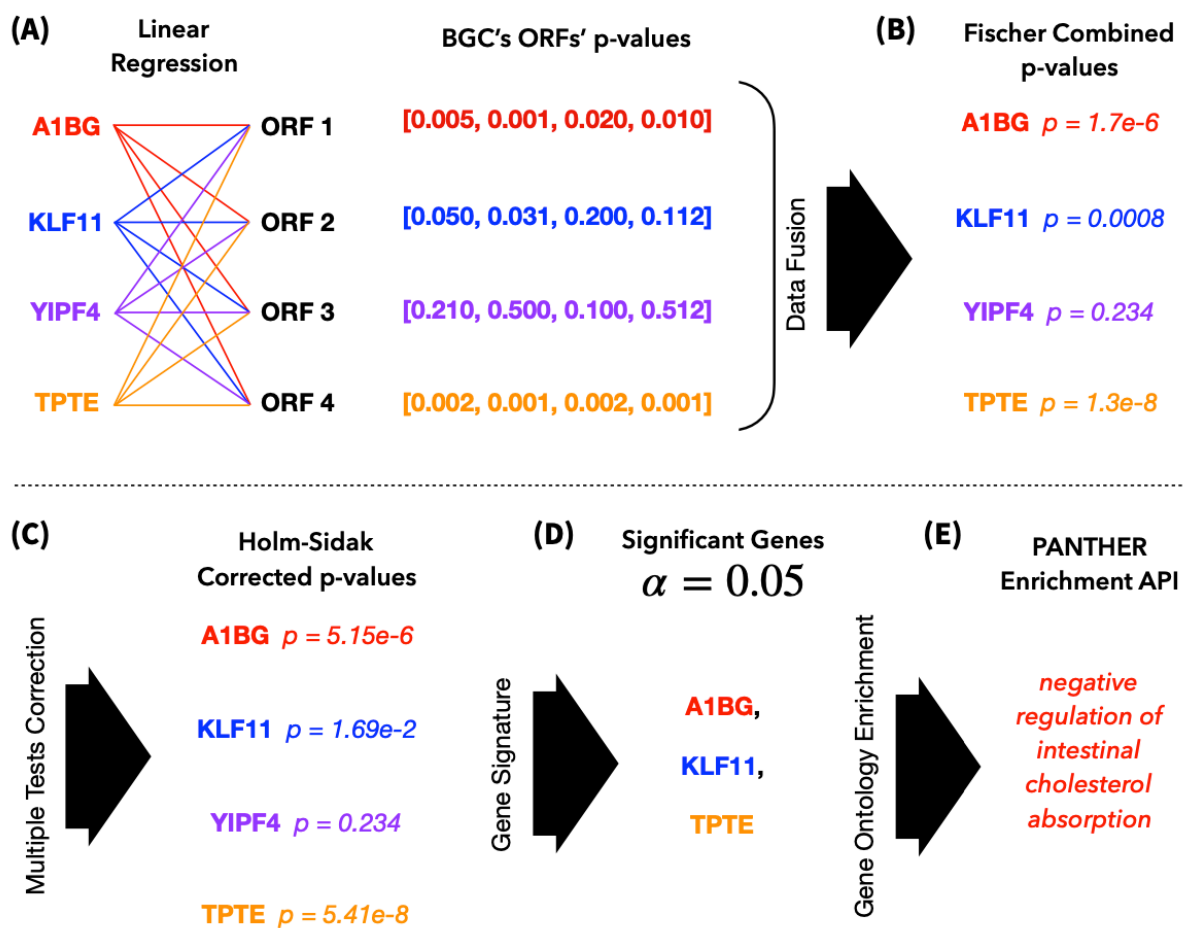 (A)
Linear
Regression
BGC's ORFs' p-values
A1BG
ORF 1
[0.005, 0.001, 0.020, 0.010]
KLF11
ORF 2
[0.050, 0.031, 0.200, 0.112]
YIPF4
ORF 3
[0.210, 0.500, 0.100, 0.512]
TPTE
ORF 4
[0.002, 0.001, 0.002, 0.001]
Data Fusion
(B)
Fischer Combined
p-values
A1BG p = 1.7e-6
KLF11 p = 0.0008
YIPF4 p = 0.234
TPTE p = 1.3e-8
(C)
Multiple Tests Correction
Holm-Sidak
Corrected p-values
A1BG p = 5.15e-6
KLF11 p = 1.69e-2
YIPF4 p = 0.234
TPTE p = 5.41e-8
(D)
Gene Signature
Significant Genes
α = 0.05
A1BG,
KLF11,
TPTE
(E)
Gene Ontology Enrichment
PANTHER
Enrichment API
negative
regulation of
intestinal
cholesterol
absorption